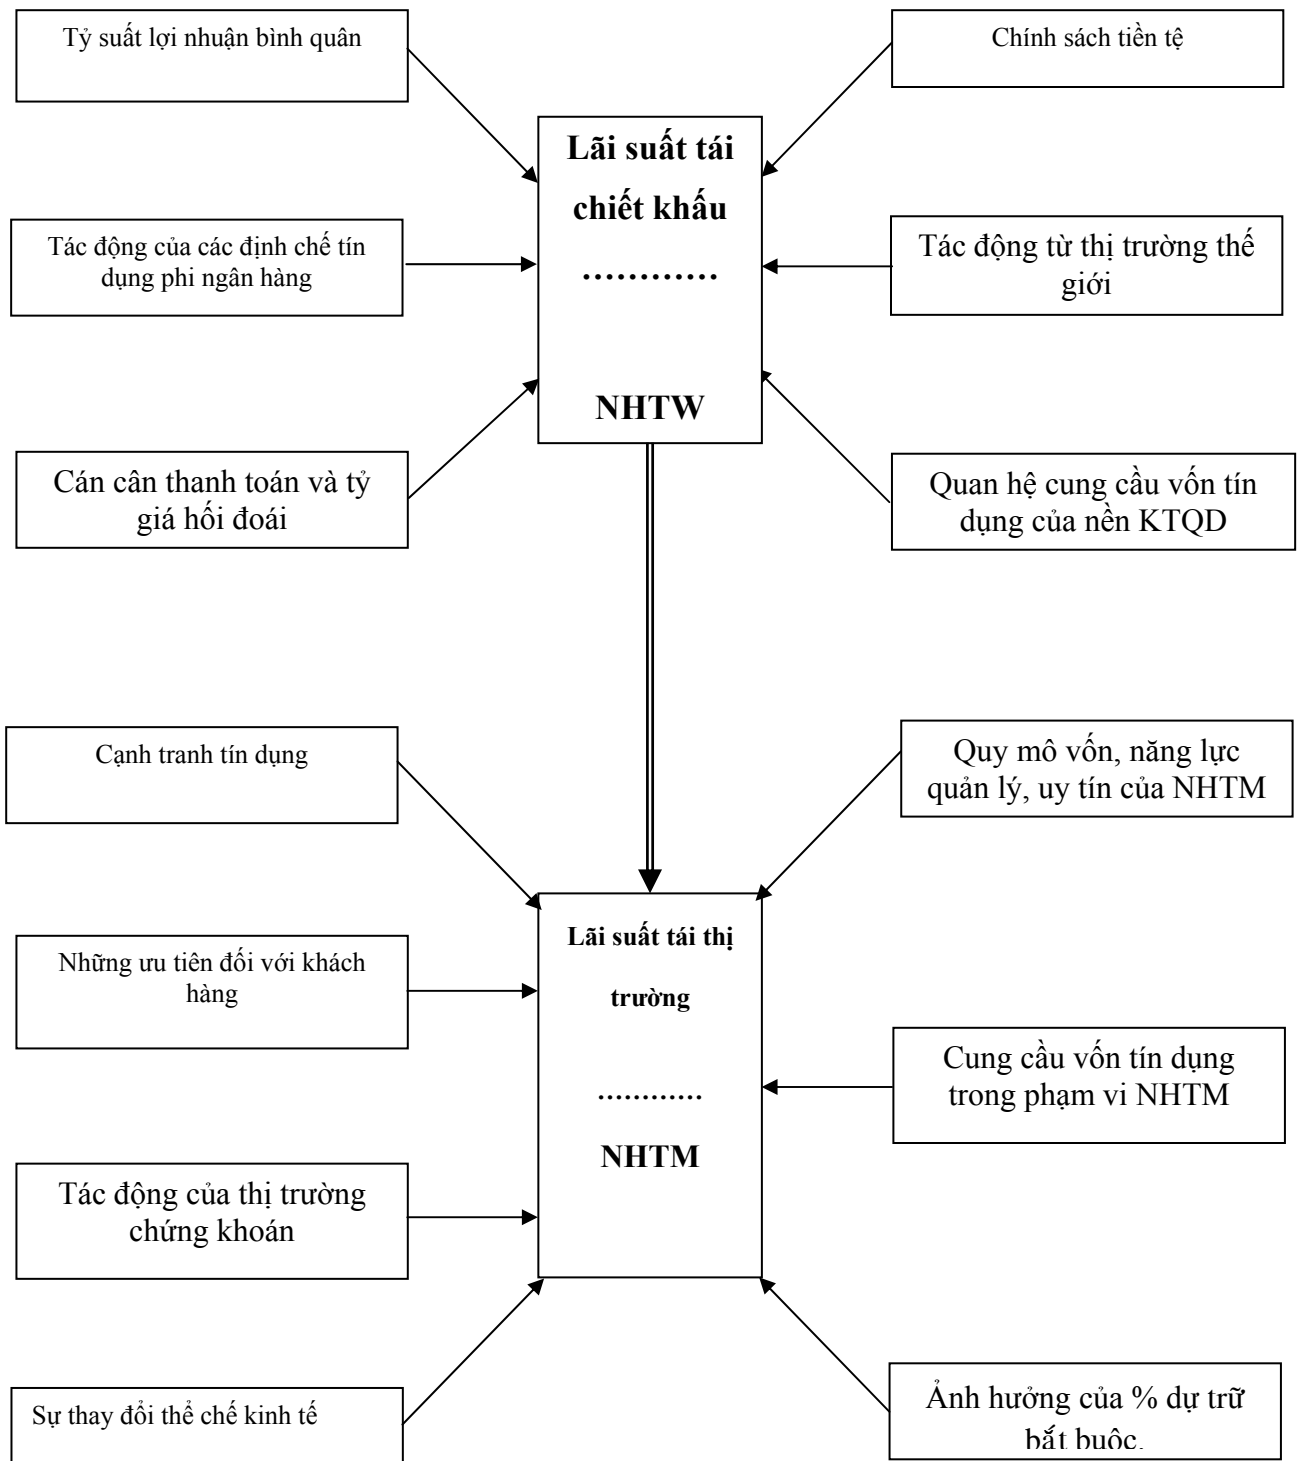 Tỷ suất lợi nhuận bình quân
Chính sách tiền tệ
Lãi suất tái
chiết khấu
............
NHTW
Tác động của các định chế tín
dụng phi ngân hàng
Tác động từ thị trường thế
giới
Cán cân thanh toán và tỷ
giá hối đoái
Quan hệ cung cầu vốn tín
dụng của nền KTQD
Cạnh tranh tín dụng
Quy mô vốn, năng lực
quản lý, uy tín của NHTM
Lãi suất tái thị
trường
............
NHTM
Những ưu tiên đối với khách
hàng
Cung cầu vốn tín dụng
trong phạm vi NHTM
Tác động của thị trường
chứng khoán
Sự thay đổi thể chế kinh tế
Ảnh hưởng của % dự trữ
bắt buộc.